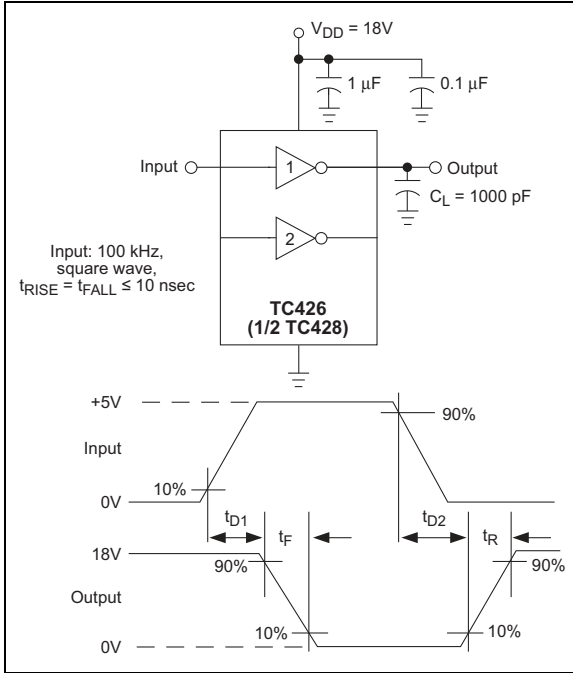 V_DD = 18V
1 μF
0.1 μF
Input
1
Output
C_L = 1000 pF
2
Input: 100 kHz,
square wave,
t_RISE = t_FALL ≤ 10 nsec
TC426
(1/2 TC428)
+5V
90%
Input
10%
0V
t_D1
t_F
t_D2
t_R
18V
90%
90%
Output
10%
10%
0V